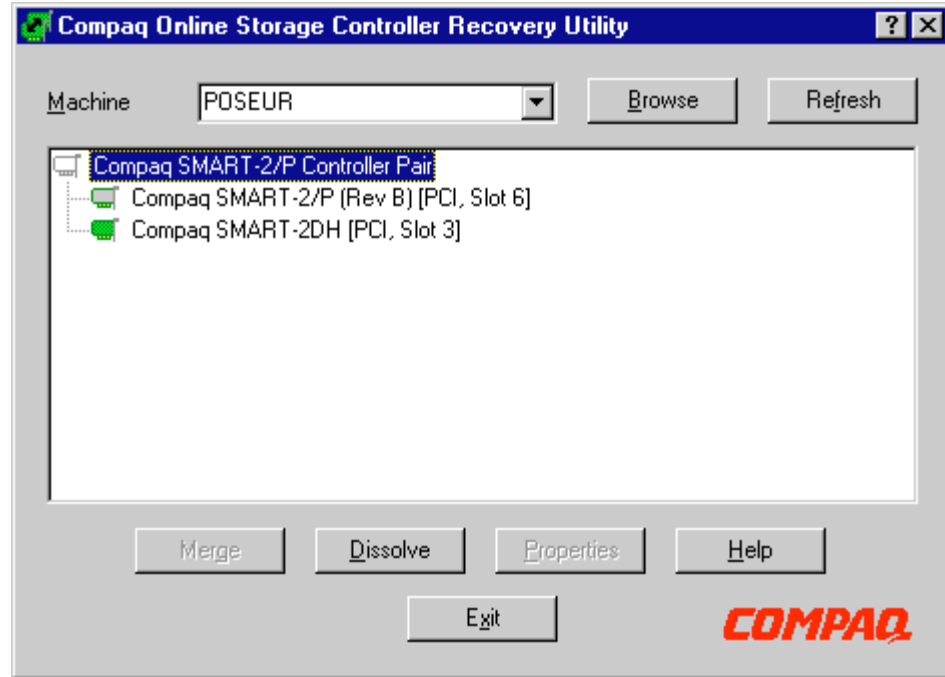 Compaq Online Storage Controller Recovery Utility
Machine POSEUR Browse Refresh
Compaq SMART-2/P Controller Pair
Compaq SMART-2/P (Rev B) [PCI, Slot 6]
Compaq SMART-2DH [PCI, Slot 3]
Merge Dissolve Properties Help
Exit COMPAQ